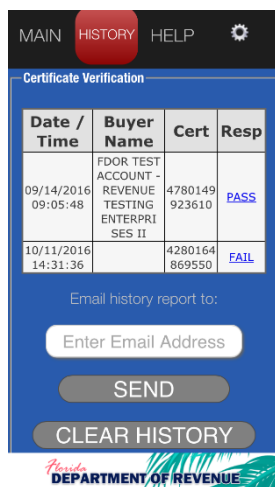 MAIN HISTORY HELP
Certificate Verification
Date / Time Buyer Name Cert Resp
FDOR TEST
ACCOUNT -
09/14/2016 REVENUE 4780149 PASS
09:05:48 TESTING 923610
ENTERPRI
SES II
10/11/2016 4280164 FAIL
14:31:36 869550
Email history report to:
Enter Email Address
SEND
CLEAR HISTORY
Florida
DEPARTMENT OF REVENUE